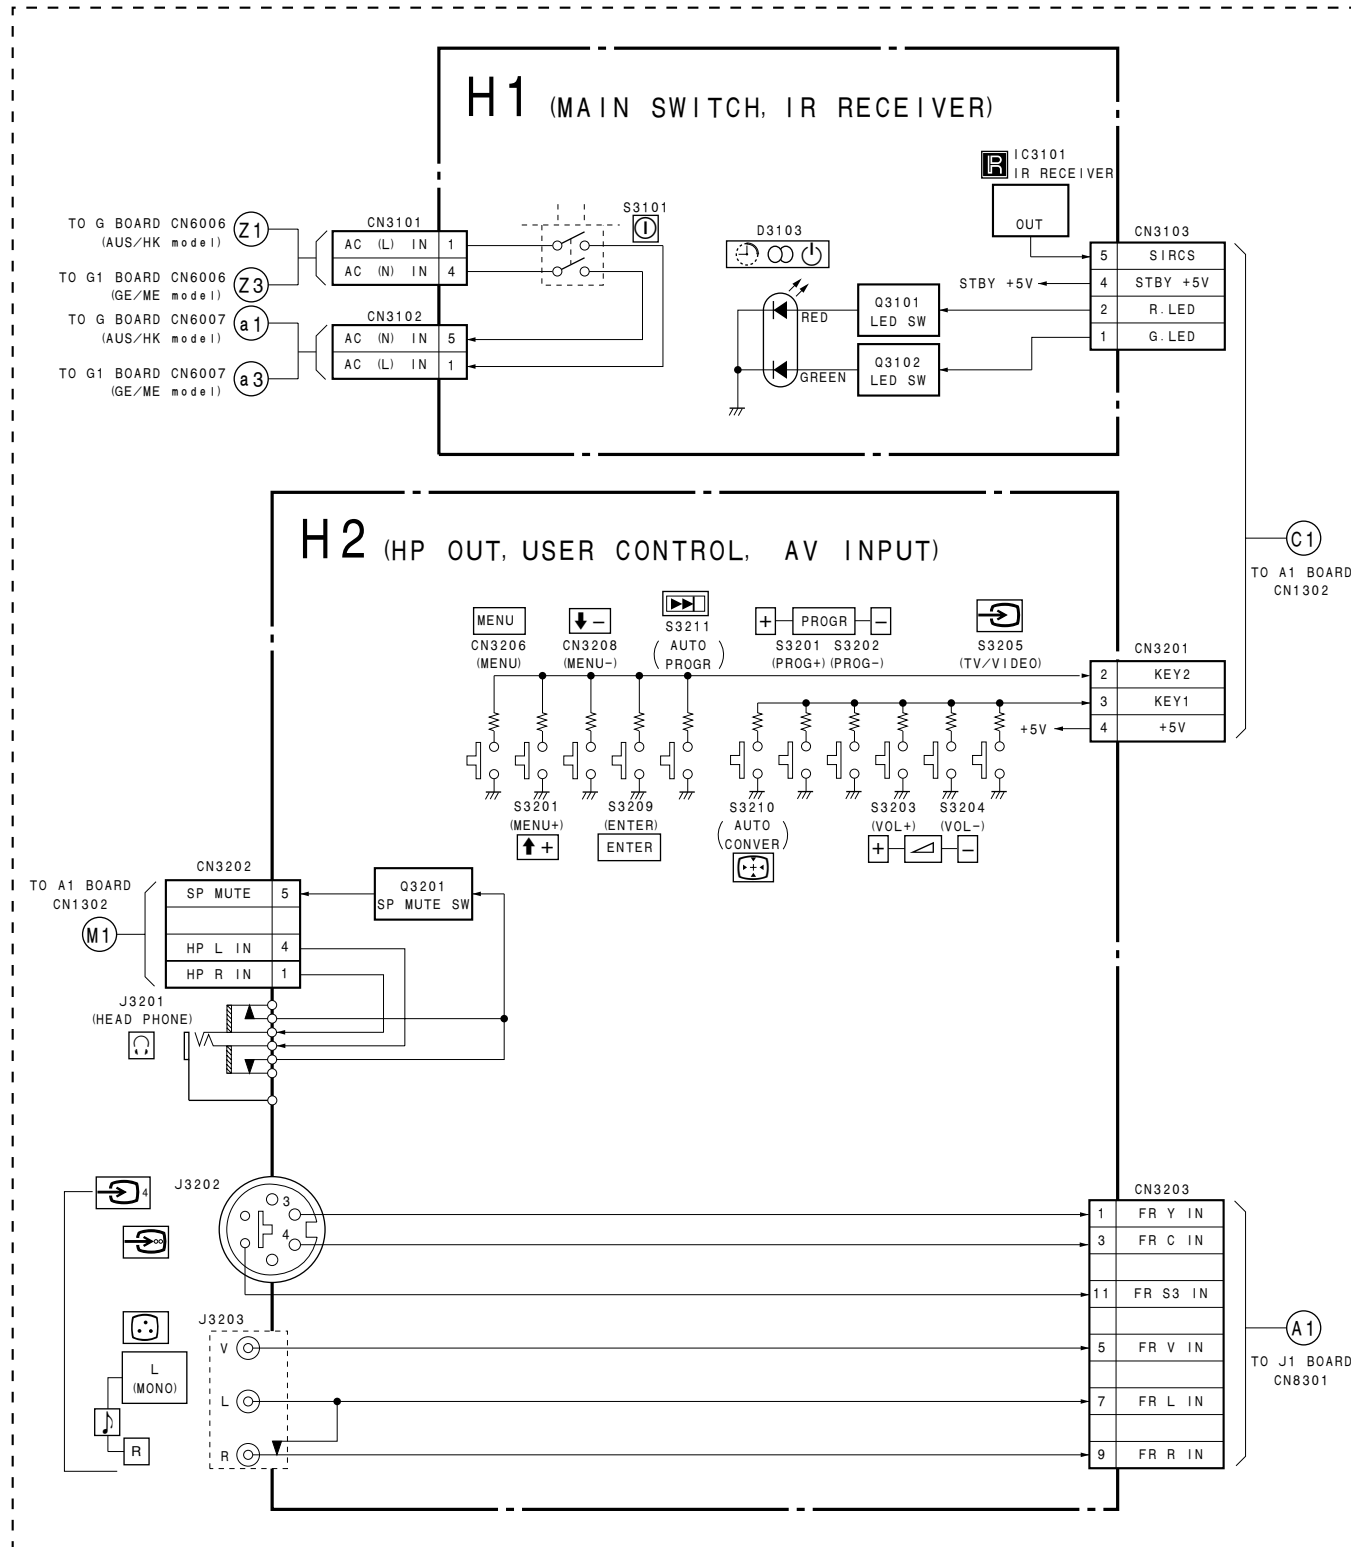 H1 (MAIN SWITCH, IR RECEIVER)
R IC3101
IR RECEIVER
OUT
S3101
D3103
TO G BOARD CN6006
(AUS/HK model)
Z1
TO G1 BOARD CN6006
(GE/ME model)
Z3
TO G BOARD CN6007
(AUS/HK model)
a1
TO G1 BOARD CN6007
(GE/ME model)
a3
CN3101
AC (L) IN 1
AC (N) IN 4
CN3102
AC (N) IN 5
AC (L) IN 1
RED
GREEN
Q3101
LED SW
Q3102
LED SW
STBY +5V
CN3103
5 SIRCS
4 STBY +5V
2 R.LED
1 G.LED
C1
TO A1 BOARD
CN1302
H2 (HP OUT, USER CONTROL, AV INPUT)
MENU
CN3206
(MENU)
–
CN3208
(MENU-)
S3211
(AUTO
PROGR)
+ PROGR –
S3201 S3202
(PROG+) (PROG-)
S3205
(TV/VIDEO)
CN3201
2 KEY2
3 KEY1
4 +5V
+5V
S3201
(MENU+)
+
S3209
(ENTER)
ENTER
S3210
(AUTO
CONVER)
S3203 S3204
(VOL+) (VOL-)
+ –
CN3202
SP MUTE 5
HP L IN 4
HP R IN 1
Q3201
SP MUTE SW
TO A1 BOARD
CN1302
M1
J3201
(HEAD PHONE)
J3202
3
4
4
J3203
V
L
R
L
(MONO)
R
CN3203
1 FR Y IN
3 FR C IN
11 FR S3 IN
5 FR V IN
7 FR L IN
9 FR R IN
A1
TO J1 BOARD
CN8301